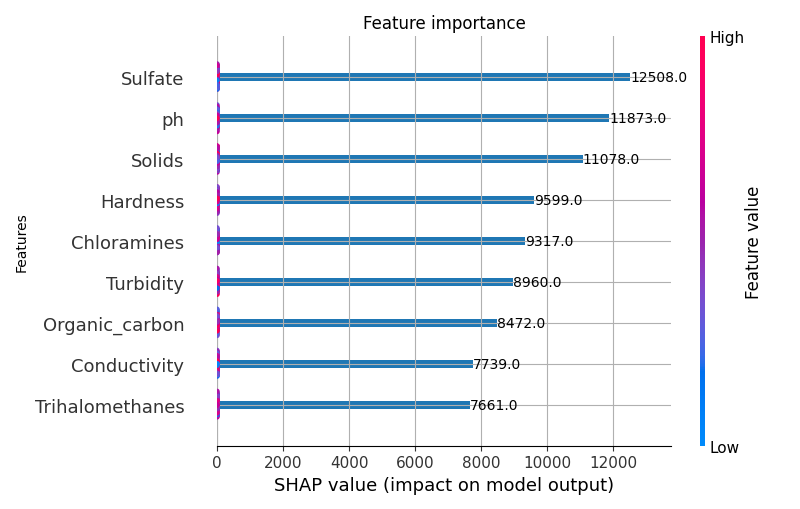 Feature importance
High
Sulfate
12508.0
ph
11873.0
Solids
11078.0
Hardness
9599.0
Chloramines
9317.0
Turbidity
8960.0
Organic_carbon
8472.0
Conductivity
7739.0
Trihalomethanes
7661.0
Features
Feature value
Low
0 2000 4000 6000 8000 10000 12000
SHAP value (impact on model output)